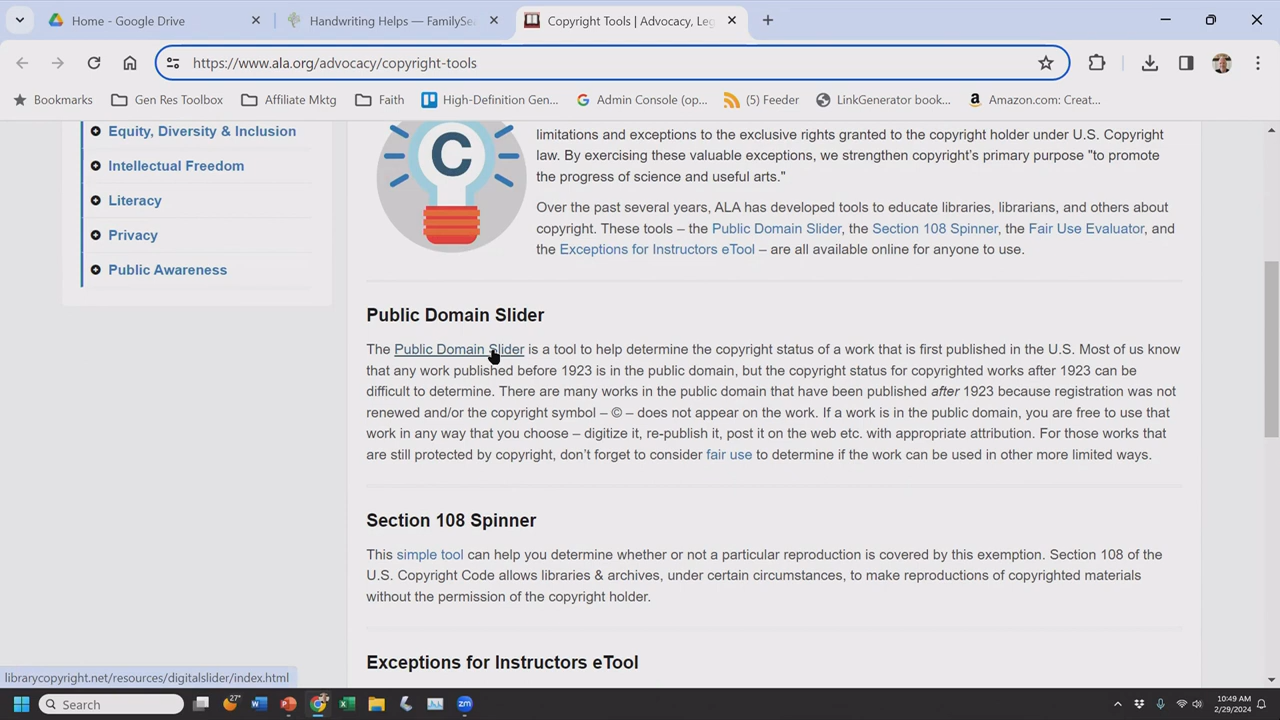 Home - Google Drive
Handwriting Helps — FamilySe
Copyright Tools | Advocacy, Leg
https://www.ala.org/advocacy/copyright-tools
Bookmarks
Gen Res Toolbox
Affiliate Mktg
Faith
High-Definition Gen...
Admin Console (op...
(5) Feeder
LinkGenerator book...
Amazon.com: Creat...
Equity, Diversity & Inclusion
Intellectual Freedom
Literacy
Privacy
Public Awareness
C
limitations and exceptions to the exclusive rights granted to the copyright holder under U.S. Copyright
law. By exercising these valuable exceptions, we strengthen copyright's primary purpose "to promote
the progress of science and useful arts."
Over the past several years, ALA has developed tools to educate libraries, librarians, and others about
copyright. These tools – the Public Domain Slider, the Section 108 Spinner, the Fair Use Evaluator, and
the Exceptions for Instructors eTool – are all available online for anyone to use.
Public Domain Slider
The Public Domain Slider is a tool to help determine the copyright status of a work that is first published in the U.S. Most of us know
that any work published before 1923 is in the public domain, but the copyright status for copyrighted works after 1923 can be
difficult to determine. There are many works in the public domain that have been published after 1923 because registration was not
renewed and/or the copyright symbol – © – does not appear on the work. If a work is in the public domain, you are free to use that
work in any way that you choose – digitize it, re-publish it, post it on the web etc. with appropriate attribution. For those works that
are still protected by copyright, don't forget to consider fair use to determine if the work can be used in other more limited ways.
Section 108 Spinner
This simple tool can help you determine whether or not a particular reproduction is covered by this exemption. Section 108 of the
U.S. Copyright Code allows libraries & archives, under certain circumstances, to make reproductions of copyrighted materials
without the permission of the copyright holder.
Exceptions for Instructors eTool
librarycopyright.net/resources/digitalslider/index.html
Search
27°
10:49 AM
2/29/2024